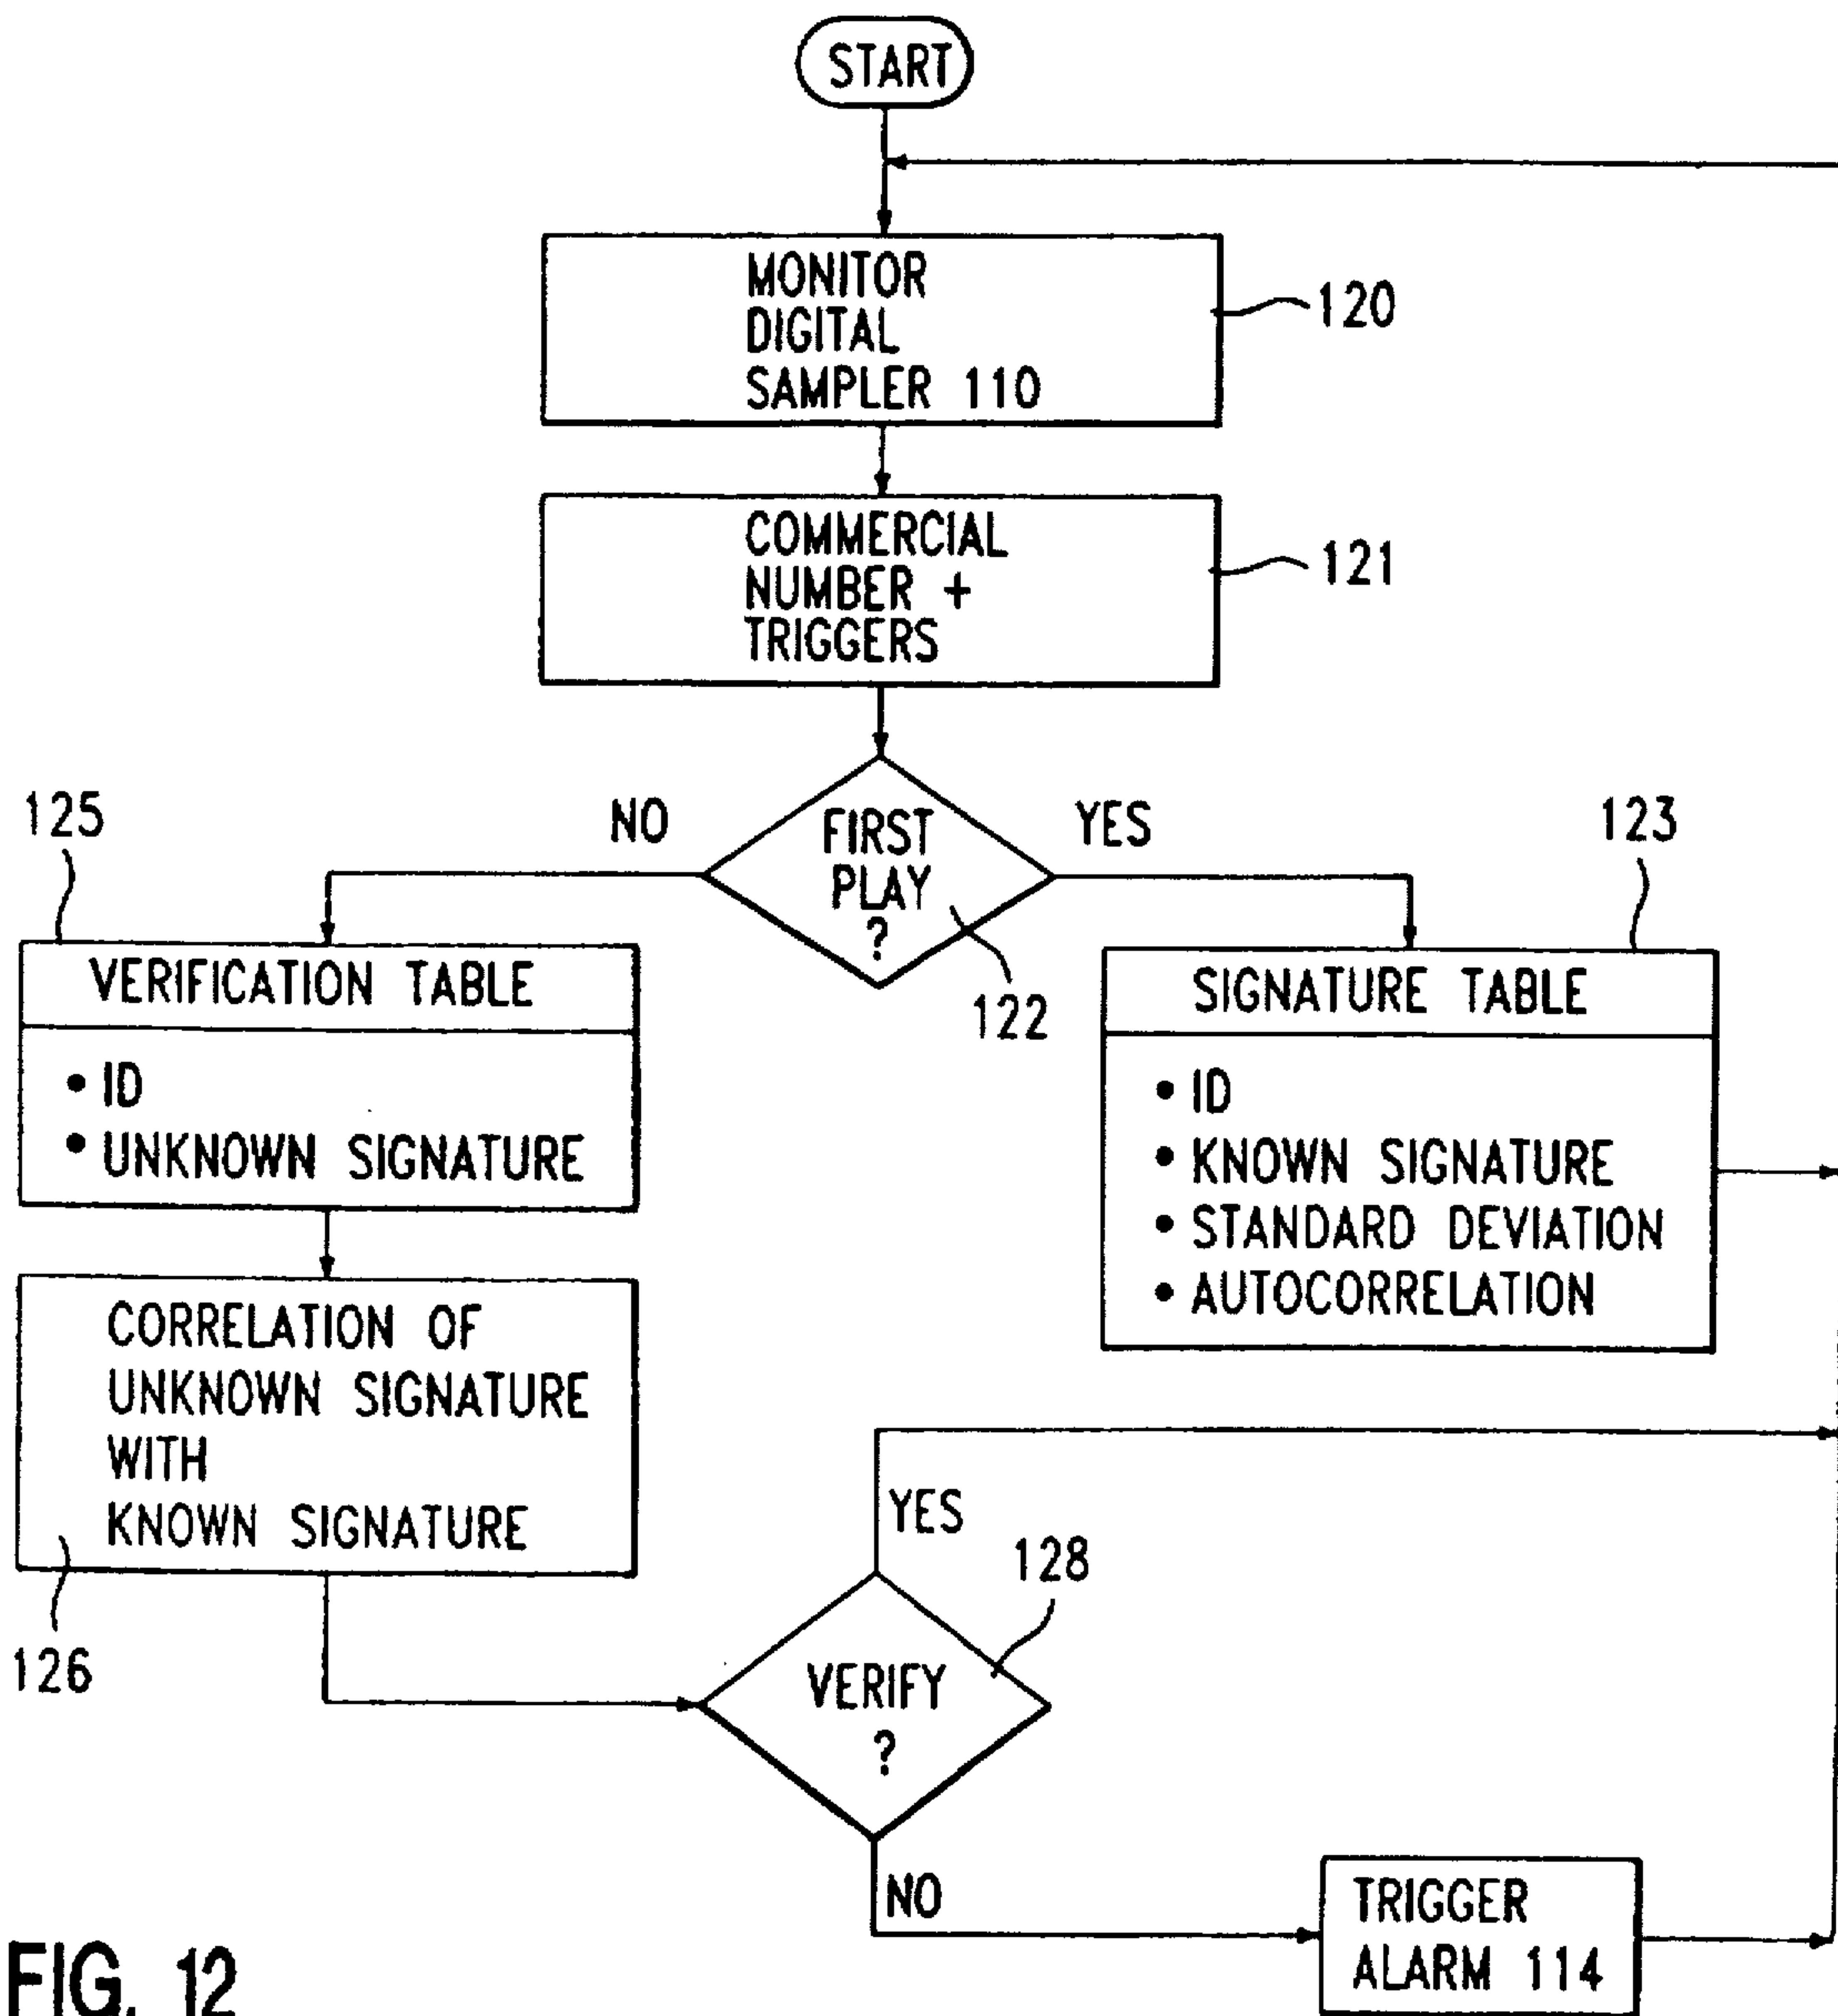 START
MONITOR
DIGITAL
SAMPLER 110
120
COMMERCIAL
NUMBER +
TRIGGERS
121
FIRST
PLAY
?
122
NO
YES
125
VERIFICATION TABLE
• ID
• UNKNOWN SIGNATURE
123
SIGNATURE TABLE
• ID
• KNOWN SIGNATURE
• STANDARD DEVIATION
• AUTOCORRELATION
CORRELATION OF
UNKNOWN SIGNATURE
WITH
KNOWN SIGNATURE
126
YES
128
VERIFY
?
NO
TRIGGER
ALARM 114
FIG. 12